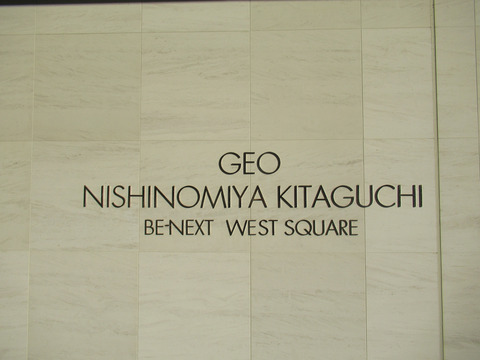 GEO
NISHINOMIYA KITAGUCHI
BE-NEXT WEST SQUARE